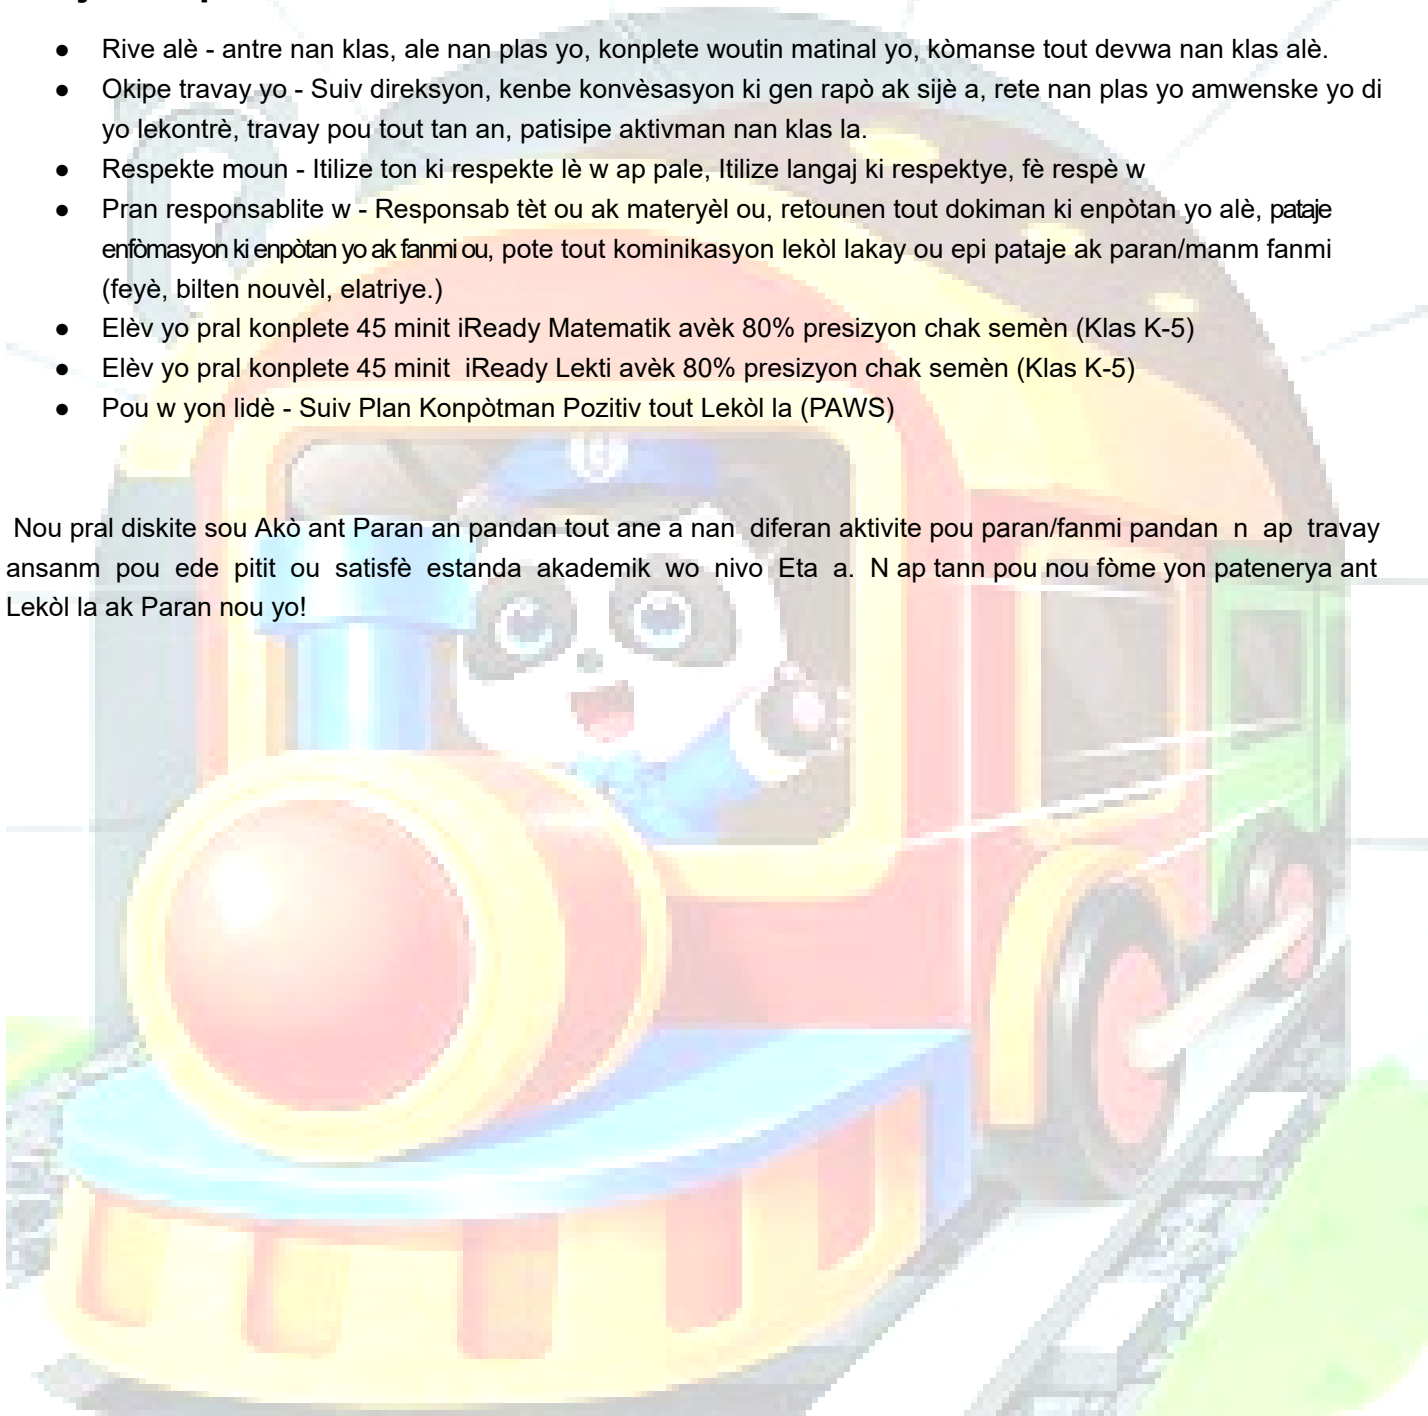 ● Rive alè - antre nan klas, ale nan plas yo, konplete woutin matinal yo, kòmanse tout devwa nan klas alè.
● Okipe travay yo - Suiv direksyon, kenbe konvèsasyon ki gen rapò ak sijè a, rete nan plas yo amwenske yo di
yo lekontrè, travay pou tout tan an, patisipe aktivman nan klas la.
● Respekte moun - Itilize ton ki respekte lè w ap pale, Itilize langaj ki respektye, fè respè w
● Pran responsablite w - Responsab tèt ou ak materyèl ou, retounen tout dokiman ki enpòtan yo alè, pataje
enfòmasyon ki enpòtan yo ak fanmi ou, pote tout kominikasyon lekòl lakay ou epi pataje ak paran/manm fanmi
(feyè, bilten nouvèl, elatriye.)
● Elèv yo pral konplete 45 minit iReady Matematik avèk 80% presizyon chak semèn (Klas K-5)
● Elèv yo pral konplete 45 minit iReady Lekti avèk 80% presizyon chak semèn (Klas K-5)
● Pou w yon lidè - Suiv Plan Konpòtman Pozitiv tout Lekòl la (PAWS)
Nou pral diskite sou Akò ant Paran an pandan tout ane a nan diferan aktivite pou paran/fanmi pandan n ap travay
ansanm pou ede pitit ou satisfè estanda akademik wo nivo Eta a. N ap tann pou nou fòme yon patenerya ant
Lekòl la ak Paran nou yo!